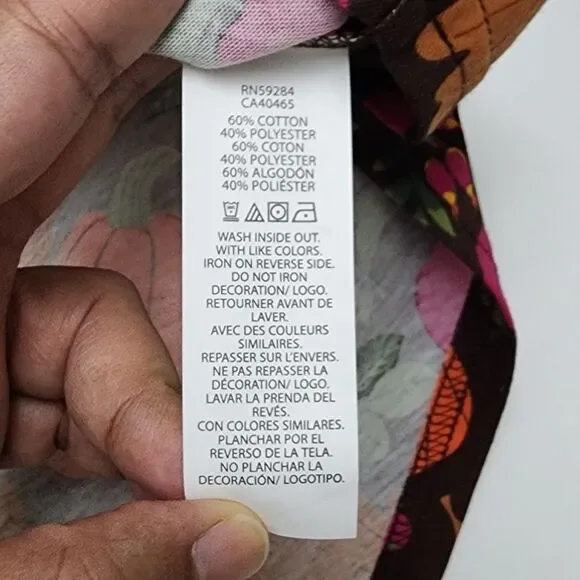 RN59284
CA40465
60% COTTON
40% POLYESTER
60% COTON
40% POLYESTER
60% ALGODÓN
40% POLIÉSTER
WASH INSIDE OUT.
WITH LIKE COLORS.
IRON ON REVERSE SIDE.
DO NOT IRON
DECORATION/ LOGO.
RETOURNER AVANT DE
LAVER.
AVEC DES COULEURS
SIMILAIRES.
REPASSER SUR L'ENVERS.
NE PAS REPASSER LA
DÉCORATION/ LOGO.
LAVAR LA PRENDA DEL
REVÉS.
CON COLORES SIMILARES.
PLANCHAR POR EL
REVERSO DE LA TELA.
NO PLANCHAR LA
DECORACIÓN/ LOGOTIPO.